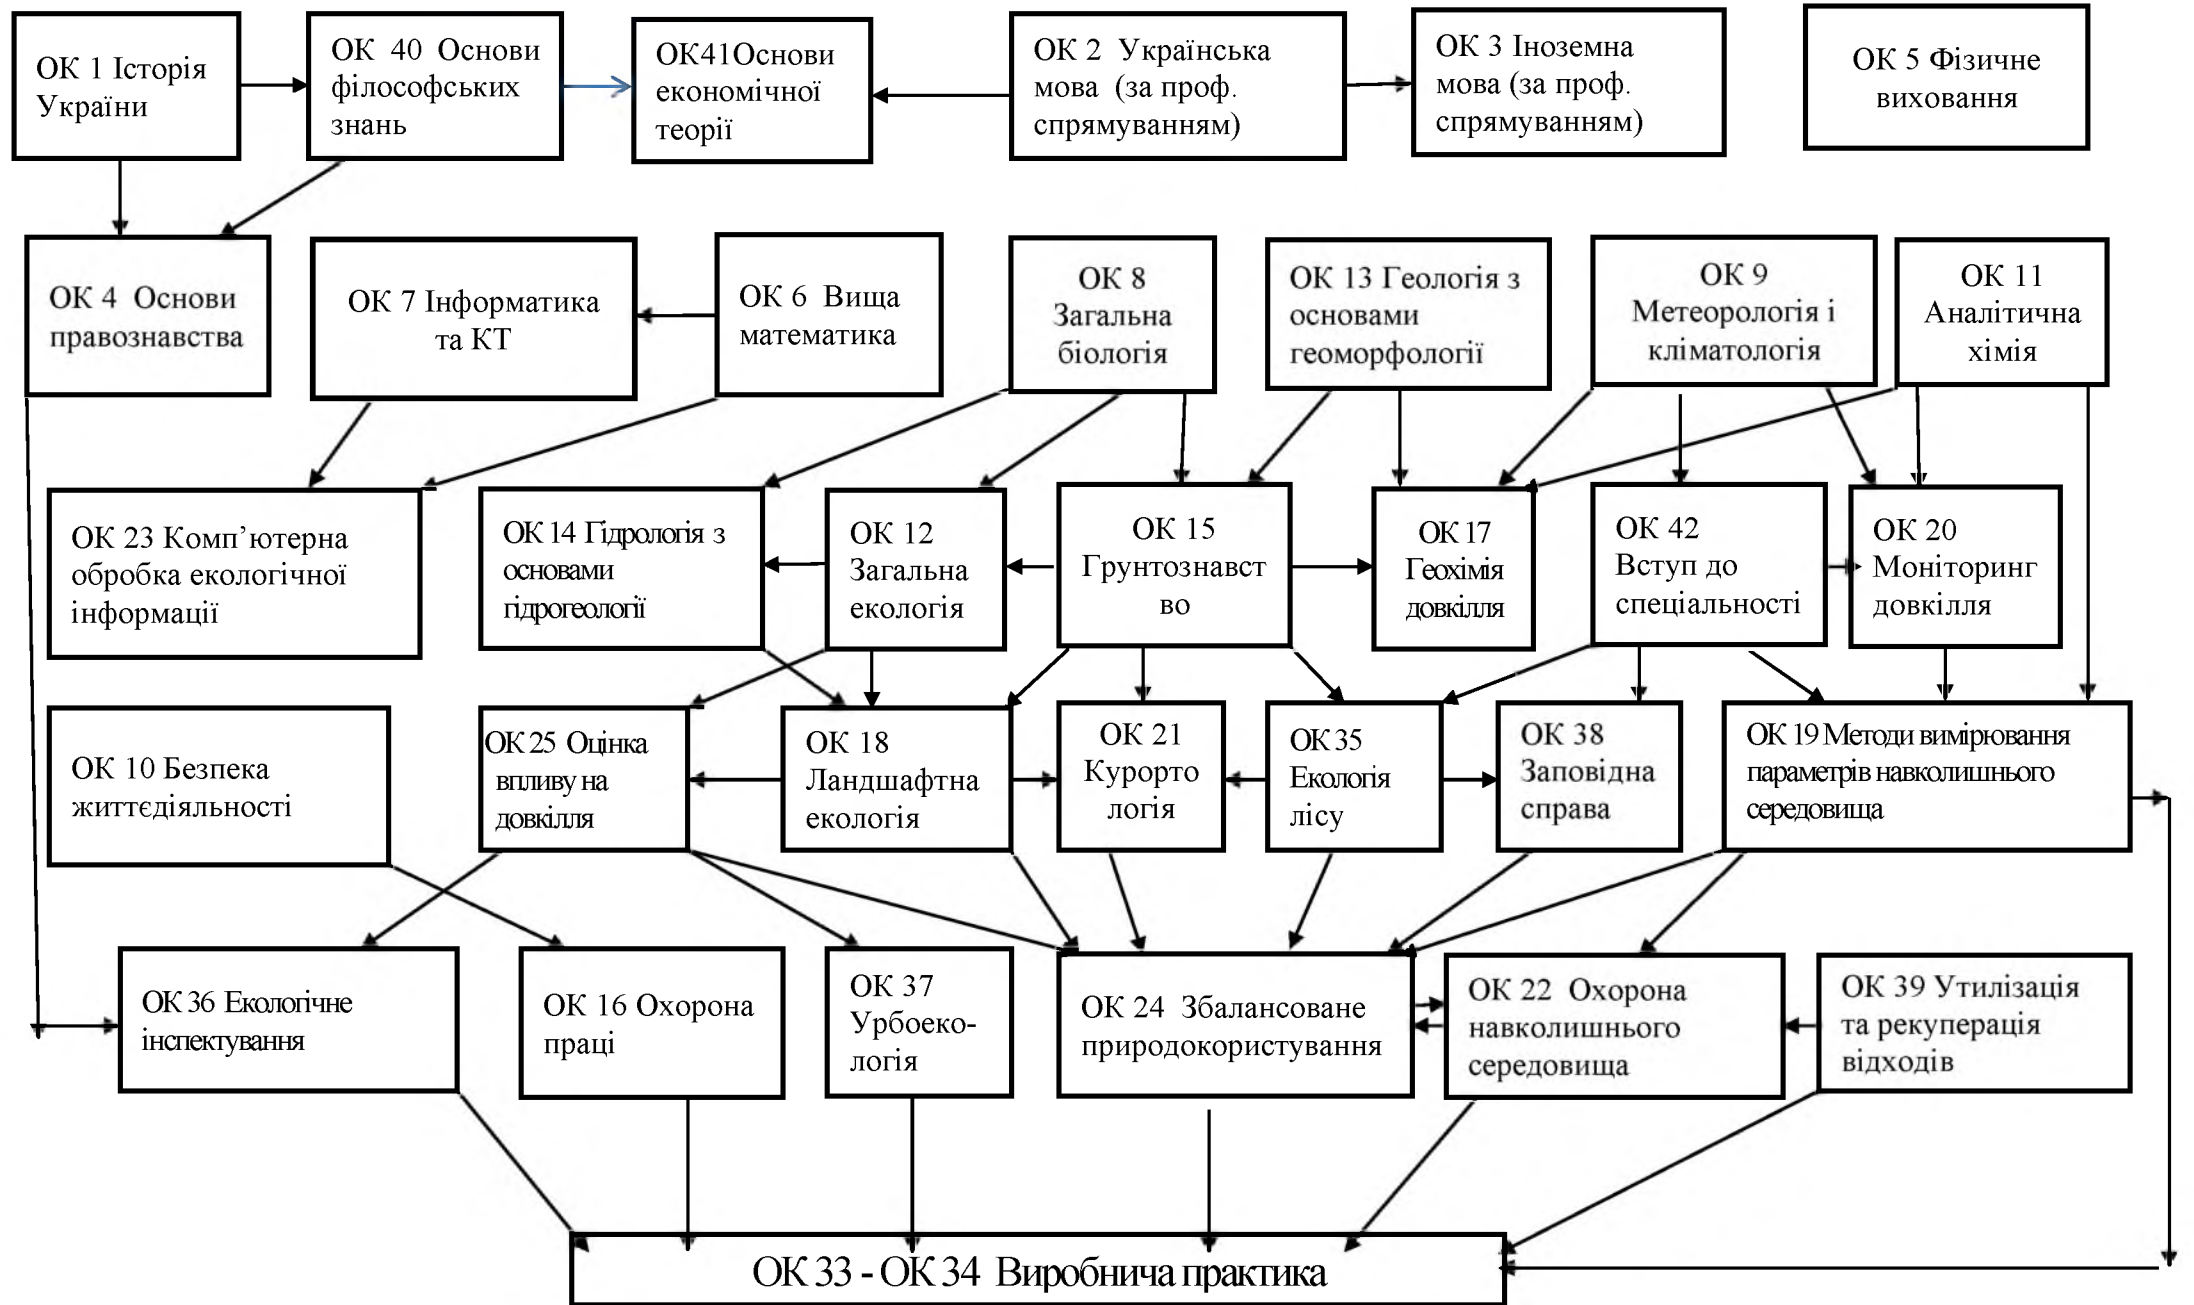 ОК 1 Історія
України
ОК 40 Основи
філософських
знань
ОК41Основи
економічної
теорії
ОК 2 Українська
мова (за проф.
спрямуванням)
ОК 3 Іноземна
мова (за проф.
спрямуванням)
ОК 5 Фізичне
виховання
ОК 4 Основи
правознавства
ОК 7 Інформатика
та КТ
ОК 6 Вища
математика
ОК 8
Загальна
біологія
ОК 13 Геологія з
основами
геоморфології
ОК 9
Метеорологія і
кліматологія
ОК 11
Аналітична
хімія
ОК 23 Комп’ютерна
обробка екологічної
інформації
ОК 14 Гідрологія з
основами
гідрогеології
ОК 12
Загальна
екологія
ОК 15
Грунтознавст
во
ОК 17
Геохімія
довкілля
ОК 42
Вступ до
спеціальності
ОК 20
Моніторинг
довкілля
ОК 10 Безпека
життєдіяльності
ОК 25 Оцінка
впливу на
довкілля
ОК 18
Ландшафтна
екологія
ОК 21
Курорто
логія
ОК 35
Екологія
лісу
ОК 38
Заповідна
справа
ОК 19 Методи вимірювання
параметрів навколишнього
середовища
ОК 36 Екологічне
інспектування
ОК 16 Охорона
праці
ОК 37
Урбоеко-
логія
ОК 24 Збалансоване
природокористування
ОК 22 Охорона
навколишнього
середовища
ОК 39 Утилізація
та рекуперація
відходів
ОК 33 - ОК 34 Виробнича практика